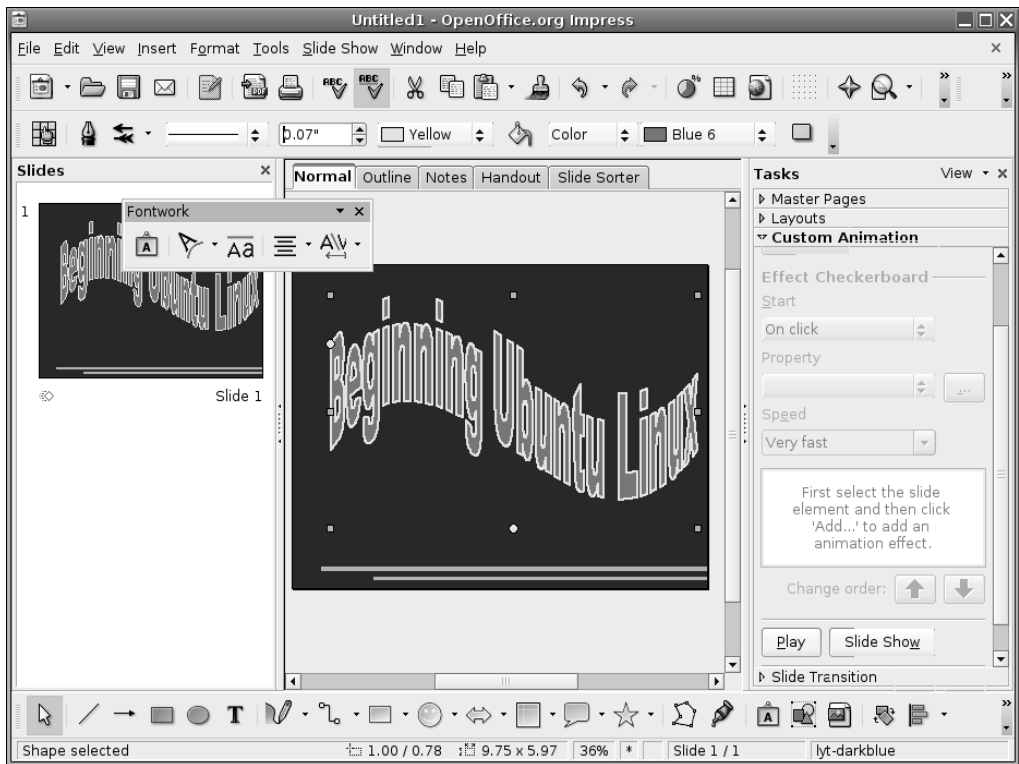 Untitled1 - OpenOffice.org Impress
File Edit View Insert Format Tools Slide Show Window Help
0.07" Yellow Color Blue 6
Slides
Normal Outline Notes Handout Slide Sorter
Tasks View
1
Fontwork
Beginning Ubuntu Linux
Slide 1
Beginning Ubuntu Linux
Master Pages
Layouts
Custom Animation
Effect Checkerboard
Start
On click
Property
...
Speed
Very fast
First select the slide
element and then click
'Add...' to add an
animation effect.
Change order:
Play Slide Show
Slide Transition
Shape selected 1.00 / 0.78 9.75 x 5.97 36% * Slide 1 / 1 lyt-darkblue